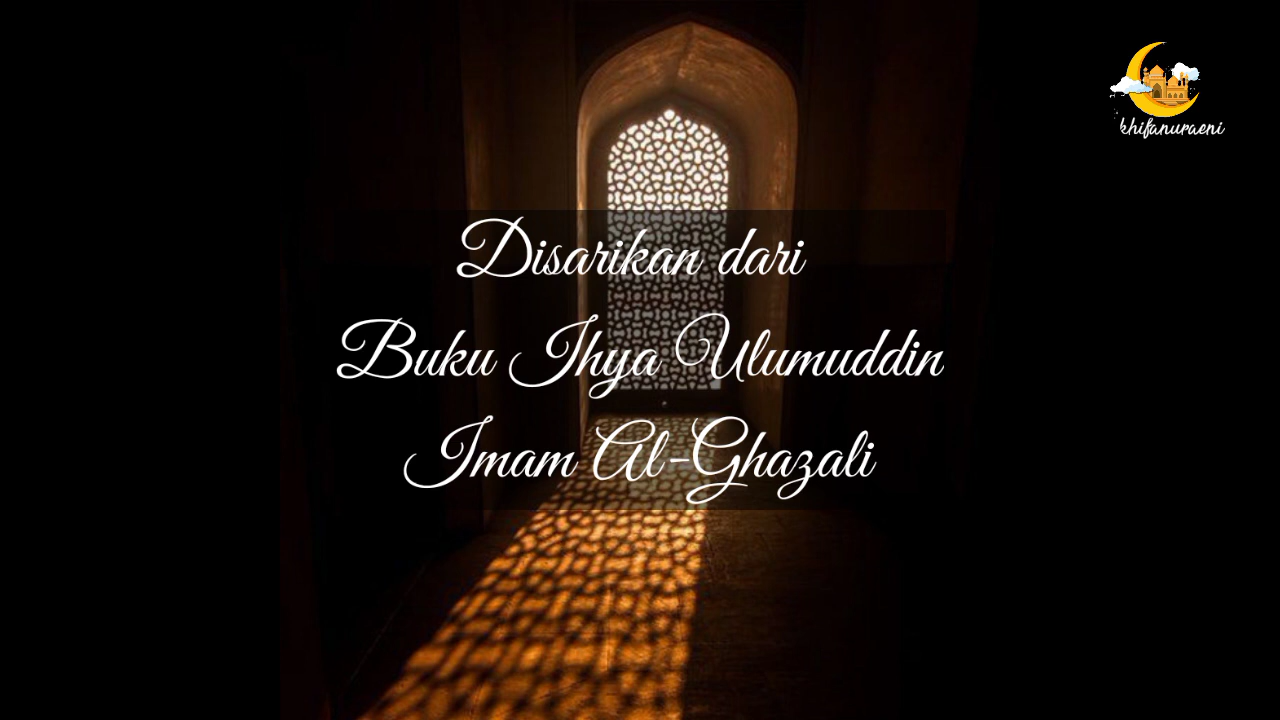 khifanuraeni
Disarikan dari
Buku Ihya Ulumuddin
Imam Al-Ghazali